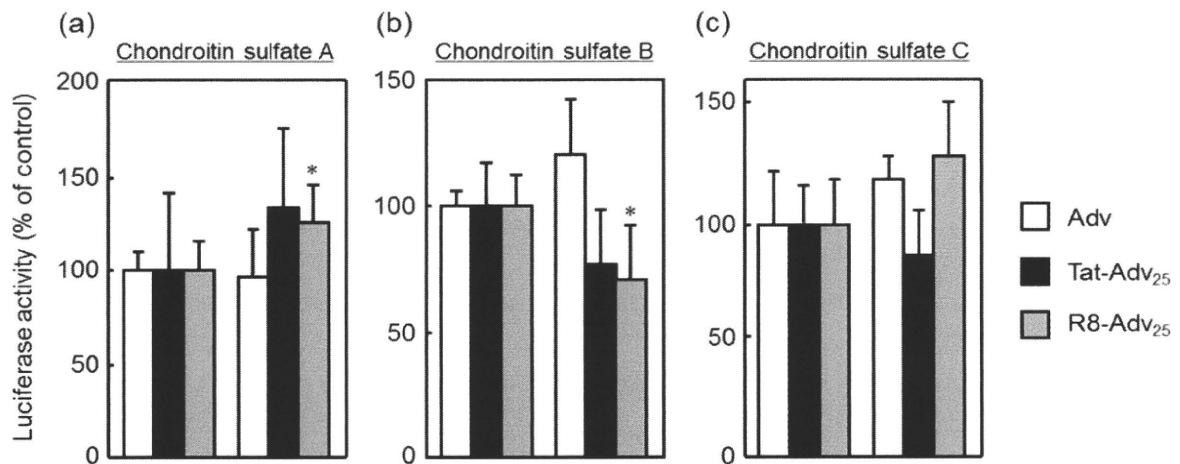 (a)
Chondroitin sulfate A
(b)
Chondroitin sulfate B
(c)
Chondroitin sulfate C
Luciferase activity (% of control)
200
150
100
50
0
*
150
100
50
0
*
150
100
50
0
Adv
Tat-Adv₂₅
R8-Adv₂₅